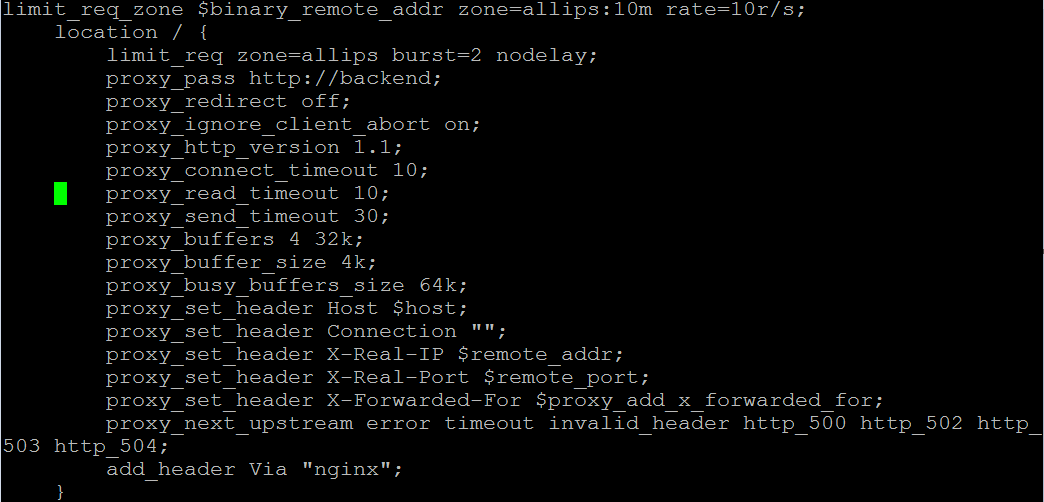 limit_req_zone $binary_remote_addr zone=allips:10m rate=10r/s;
    location / {
        limit_req zone=allips burst=2 nodelay;
        proxy_pass http://backend;
        proxy_redirect off;
        proxy_ignore_client_abort on;
        proxy_http_version 1.1;
        proxy_connect_timeout 10;
        proxy_read_timeout 10;
        proxy_send_timeout 30;
        proxy_buffers 4 32k;
        proxy_buffer_size 4k;
        proxy_busy_buffers_size 64k;
        proxy_set_header Host $host;
        proxy_set_header Connection "";
        proxy_set_header X-Real-IP $remote_addr;
        proxy_set_header X-Real-Port $remote_port;
        proxy_set_header X-Forwarded-For $proxy_add_x_forwarded_for;
        proxy_next_upstream error timeout invalid_header http_500 http_502 http_
503 http_504;
        add_header Via "nginx";
    }